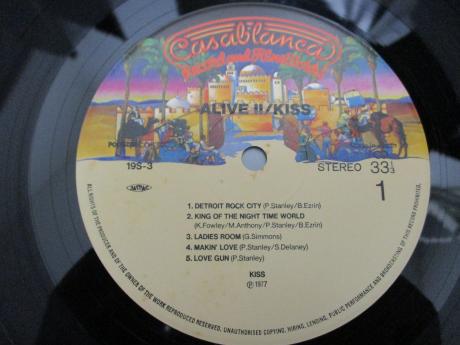 Casablanca
Record and FilmWorks
ALIVE II/KISS
19S-3
STEREO 33⅓
1
1. DETROIT ROCK CITY (P.Stanley/B.Ezrin)
2. KING OF THE NIGHT TIME WORLD
(K.Fowley/M.Anthony/P.Stanley/B.Ezrin)
3. LADIES ROOM (G.Simmons)
4. MAKIN' LOVE (P.Stanley/S.Delaney)
5. LOVE GUN (P.Stanley)
KISS
Ⓟ 1977
ALL RIGHTS OF THE PRODUCER AND OF THE OWNER OF THE WORK REPRODUCED RESERVED. UNAUTHORISED COPYING, HIRING, LENDING, PUBLIC PERFORMANCE AND BROADCASTING OF THIS RECORD PROHIBITED.